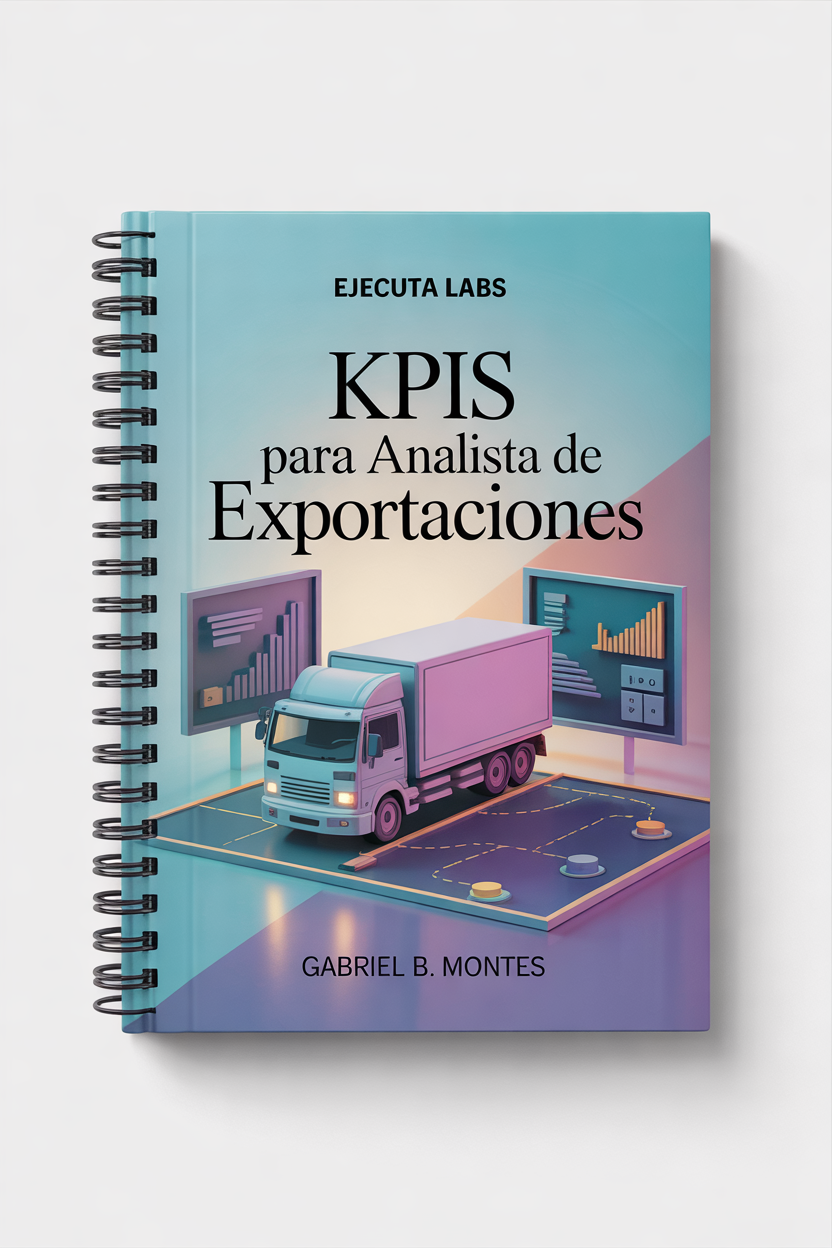 EJECUTA LABS
KPIS
para Analista de
Exportaciones
GABRIEL B. MONTES